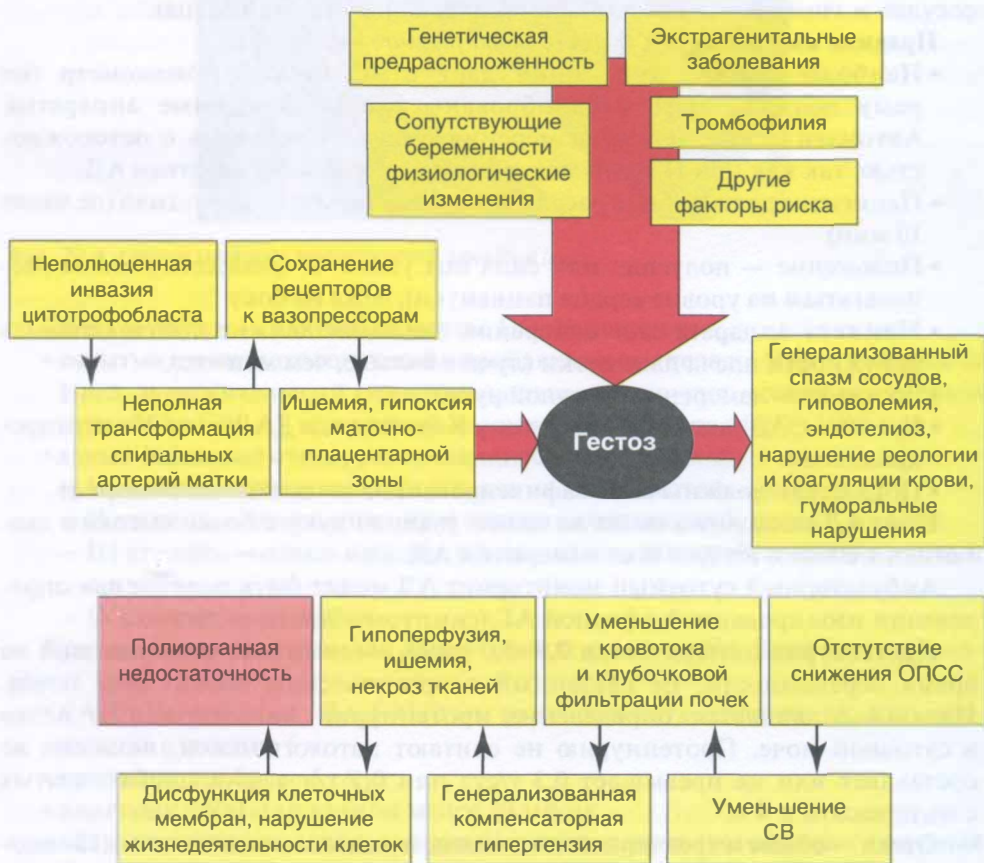 Генетическая
предрасположенность
Экстрагенитальные
заболевания
Сопутствующие
беременности
физиологические
изменения
Тромбофилия
Другие
факторы риска
Неполноценная
инвазия
цитотрофобласта
Сохранение
рецепторов
к вазопрессорам
Неполная
трансформация
спиральных
артерий матки
Ишемия, гипоксия
маточно-
плацентарной
зоны
Гестоз
Генерализованный
спазм сосудов,
гиповолемия,
эндотелиоз,
нарушение реологии
и коагуляции крови,
гуморальные
нарушения
Полиорганная
недостаточность
Гипоперфузия,
ишемия,
некроз тканей
Уменьшение
кровотока
и клубочковой
фильтрации почек
Отсутствие
снижения ОПСС
Дисфункция клеточных
мембран, нарушение
жизнедеятельности клеток
Генерализованная
компенсаторная
гипертензия
Уменьшение
СВ